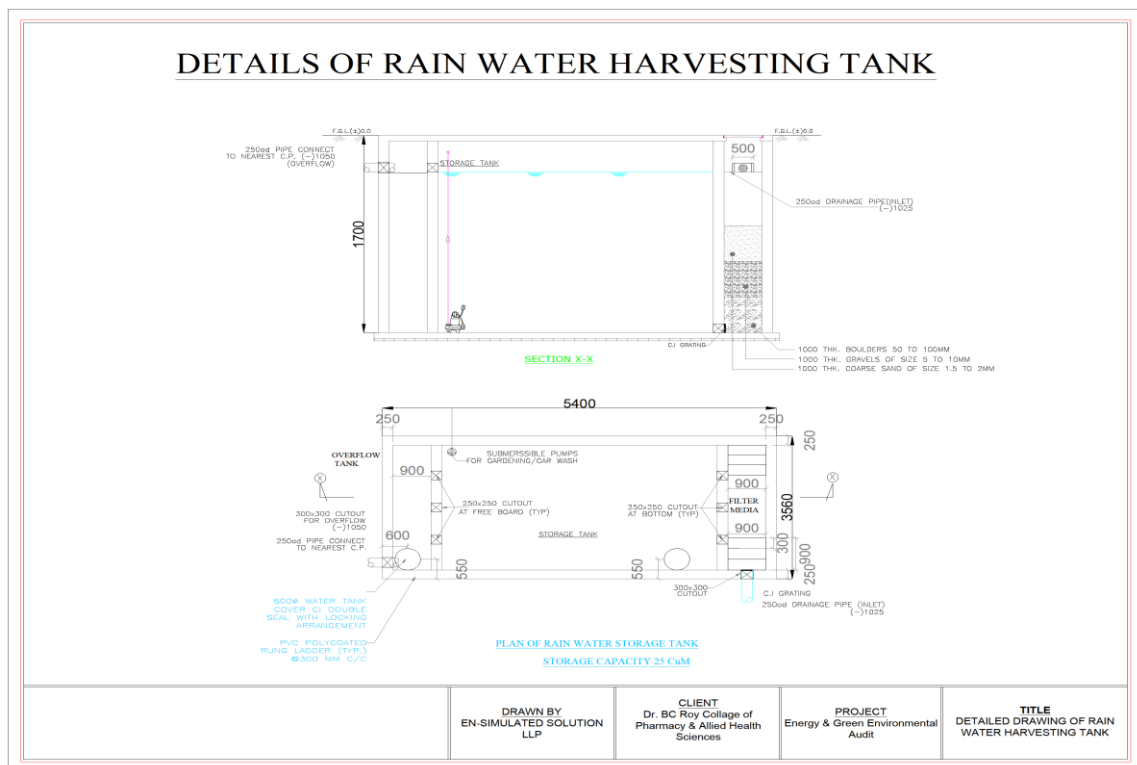 DETAILS OF RAIN WATER HARVESTING TANK
F.G.L.(±)0.0
F.G.L.(±)0.0
250od PIPE CONNECT
TO NEAREST C.P. (-)1050
(OVERFLOW)
STORAGE TANK
500
250od DRAINAGE PIPE(INLET)
(-)1025
1700
C.I GRATING
1000 THK. BOULDERS 50 TO 100MM
1000 THK. GRAVELS OF SIZE 5 TO 10MM
1000 THK. COARSE SAND OF SIZE 1.5 TO 2MM
SECTION X-X
5400
250
250
250
OVERFLOW
TANK
SUBMERSSIBLE PUMPS
FOR GARDENING/CAR WASH
900
900
X
X
250x250 CUTOUT
AT FREE BOARD (TYP)
250x250 CUTOUT
AT BOTTOM (TYP)
FILTER
MEDIA
3560
300x300 CUTOUT
FOR OVERFLOW
(-)1050
600
900
250od PIPE CONNECT
TO NEAREST C.P.
STORAGE TANK
300
900
550
550
250
300x300
CUTOUT
C.I GRATING
250od DRAINAGE PIPE (INLET)
(-)1025
600ø WATER TANK
COVER CI DOUBLE
SEAL WITH LOCKING
ARRANGEMENT
PVC POLYCOATED
RUNG LADDER (TYP.)
@300 MM C/C
PLAN OF RAIN WATER STORAGE TANK
STORAGE CAPACITY 25 CuM
DRAWN BY
EN-SIMULATED SOLUTION
LLP
CLIENT
Dr. BC Roy Collage of
Pharmacy & Allied Health
Sciences
PROJECT
Energy & Green Environmental
Audit
TITLE
DETAILED DRAWING OF RAIN
WATER HARVESTING TANK